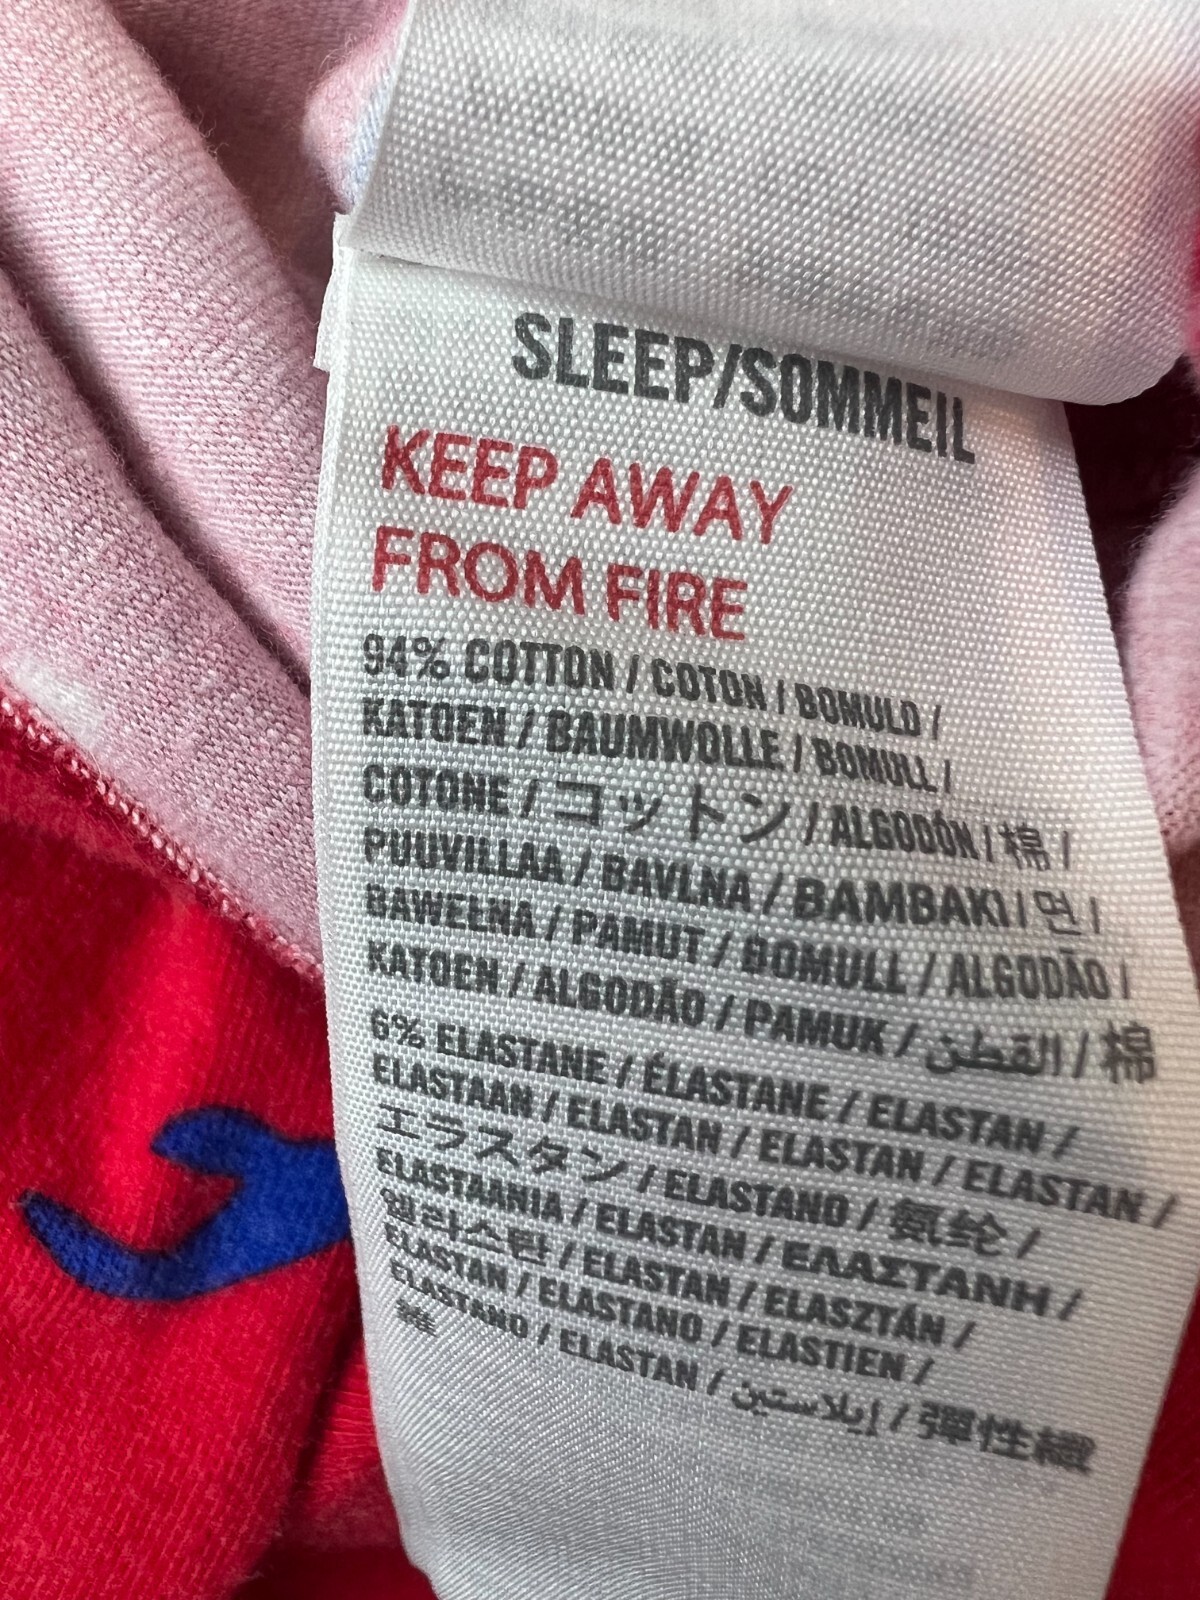 SLEEP/SOMMEIL
KEEP AWAY
FROM FIRE
94% COTTON / COTON / BOMULD /
KATOEN / BAUMWOLLE / BOMULL /
COTONE / コットン / ALGODÓN / 棉 /
PUUVILLAA / BAVLNA / BAMBAKI / 면 /
BAWEŁNA / PAMUT / BOMULL / ALGODÃO /
KATOEN / ALGODÃO / PAMUK / القطن / 棉
6% ELASTANE / ÉLASTANE / ELASTAN /
ELASTAAN / ELASTAN / ELASTAN / ELASTAN /
エラスタン / ELASTANO / 氨纶 /
ELASTAANIA / ELASTAN / ΕΛΑΣΤΑΝΗ /
엘라스탄 / ELASTAN / ELASZTÁN /
ELASTAN / ELASTANO / ELASTIEN /
ELASTANO / ELASTAN / إيلاستين / 彈性纖
維